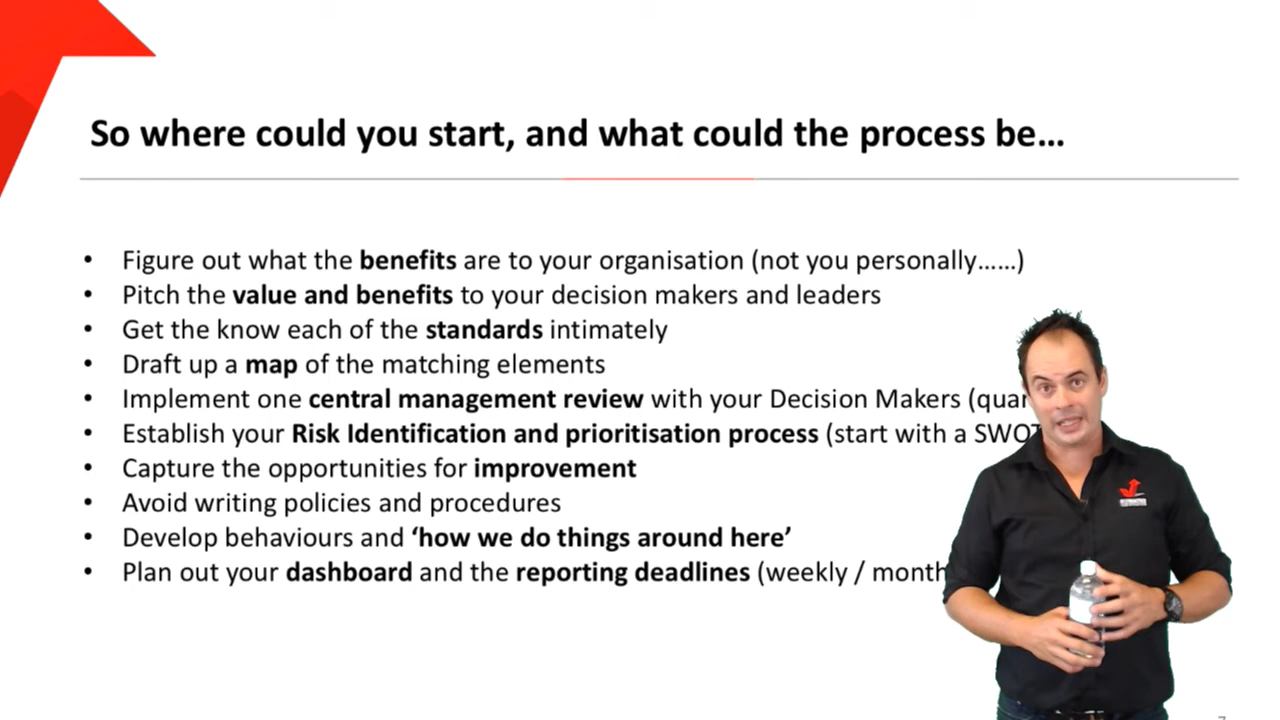 So where could you start, and what could the process be...
• Figure out what the benefits are to your organisation (not you personally......)
• Pitch the value and benefits to your decision makers and leaders
• Get the know each of the standards intimately
• Draft up a map of the matching elements
• Implement one central management review with your Decision Makers
• Establish your Risk Identification and prioritisation process (start with a
• Capture the opportunities for improvement
• Avoid writing policies and procedures
• Develop behaviours and ‘how we do things around here’
• Plan out your dashboard and the reporting deadlines (weekly /